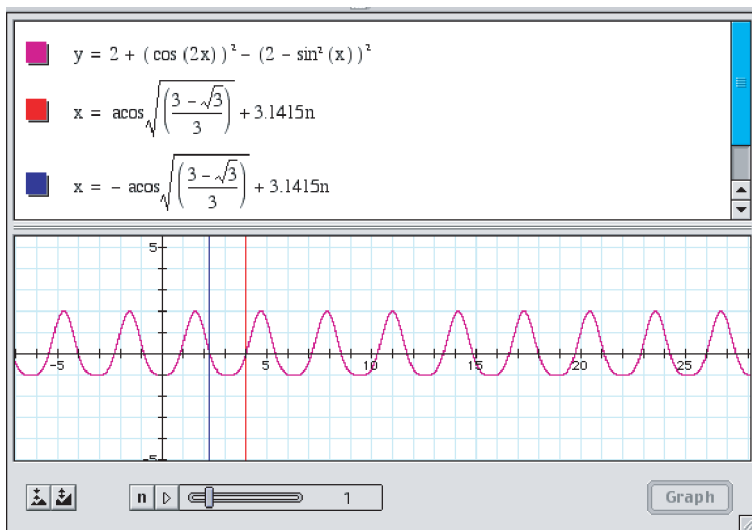 y = 2 + (cos (2x))² − (2 − sin² (x))²
x = acos√((3 − √3)/3) + 3.1415n
x = − acos√((3 − √3)/3) + 3.1415n
5
−5 5 10 15 20 25
−5
n 1 Graph